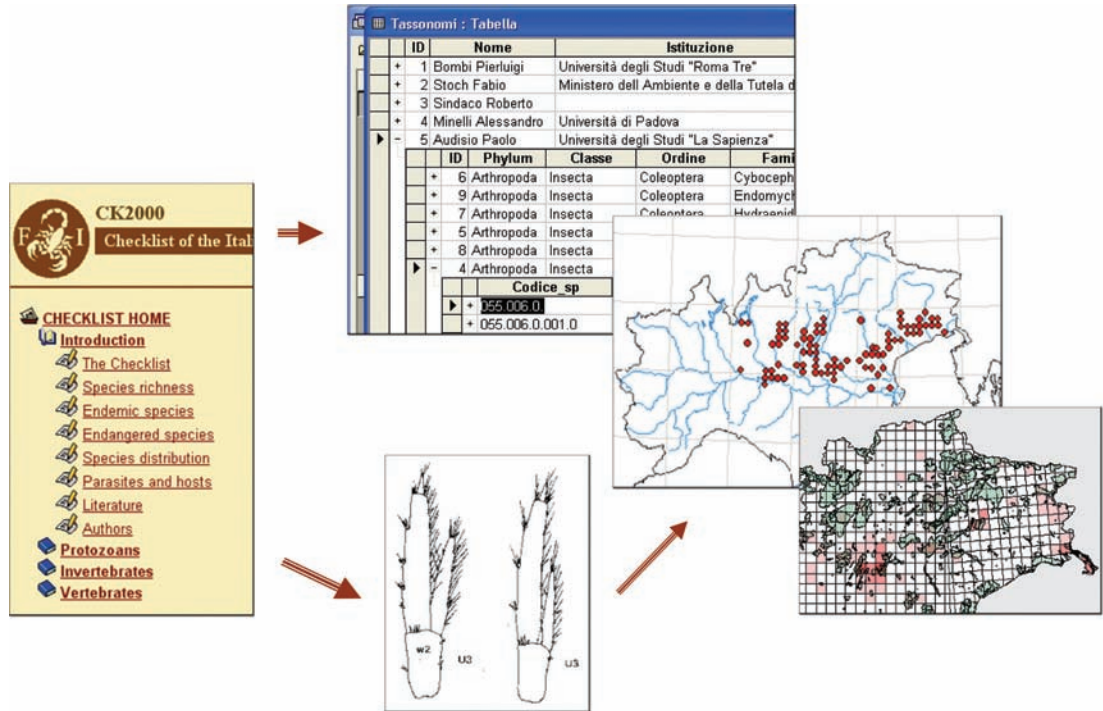 CK2000
F I
Checklist of the Ital
CHECKLIST HOME
Introduction
The Checklist
Species richness
Endemic species
Endangered species
Species distribution
Parasites and hosts
Literature
Authors
Protozoans
Invertebrates
Vertebrates
Tassonomi : Tabella
ID Nome Istituzione
+ 1 Bombi Pierluigi Università degli Studi "Roma Tre"
+ 2 Stoch Fabio Ministero dell Ambiente e della Tutela d
+ 3 Sindaco Roberto
+ 4 Minelli Alessandro Università di Padova
- 5 Audisio Paolo Università degli Studi "La Sapienza"
ID Phylum Classe Ordine Fami
+ 6 Arthropoda Insecta Coleoptera Cyboceph
+ 9 Arthropoda Insecta Coleoptera Endomych
+ 7 Arthropoda Insecta Coleoptera Hydraenid
+ 5 Arthropoda Insecta
+ 8 Arthropoda Insecta
- 4 Arthropoda Insecta
Codice_sp
+ 055.006.0
+ 055.006.0.001.0
w2 U3 U3